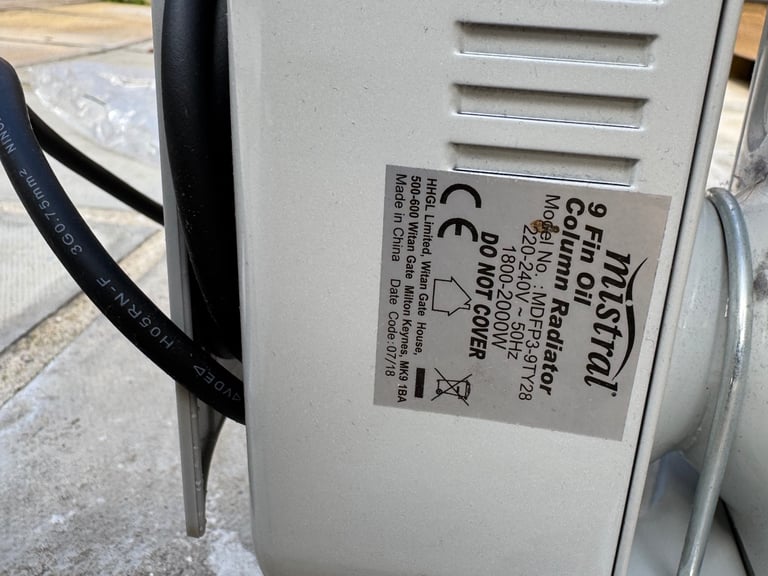 mistral
9 Fin Oil
Column Radiator
Model No. :MDFP3-9TY28
220-240V ~ 50Hz
1800-2000W
DO NOT COVER
CE
HHGL Limited, Witan Gate House,
500-600 Witan Gate Milton Keynes, MK9 1BA
Made in China Date Code:07/18
3G0.75mm2 H05RN-F
VDE